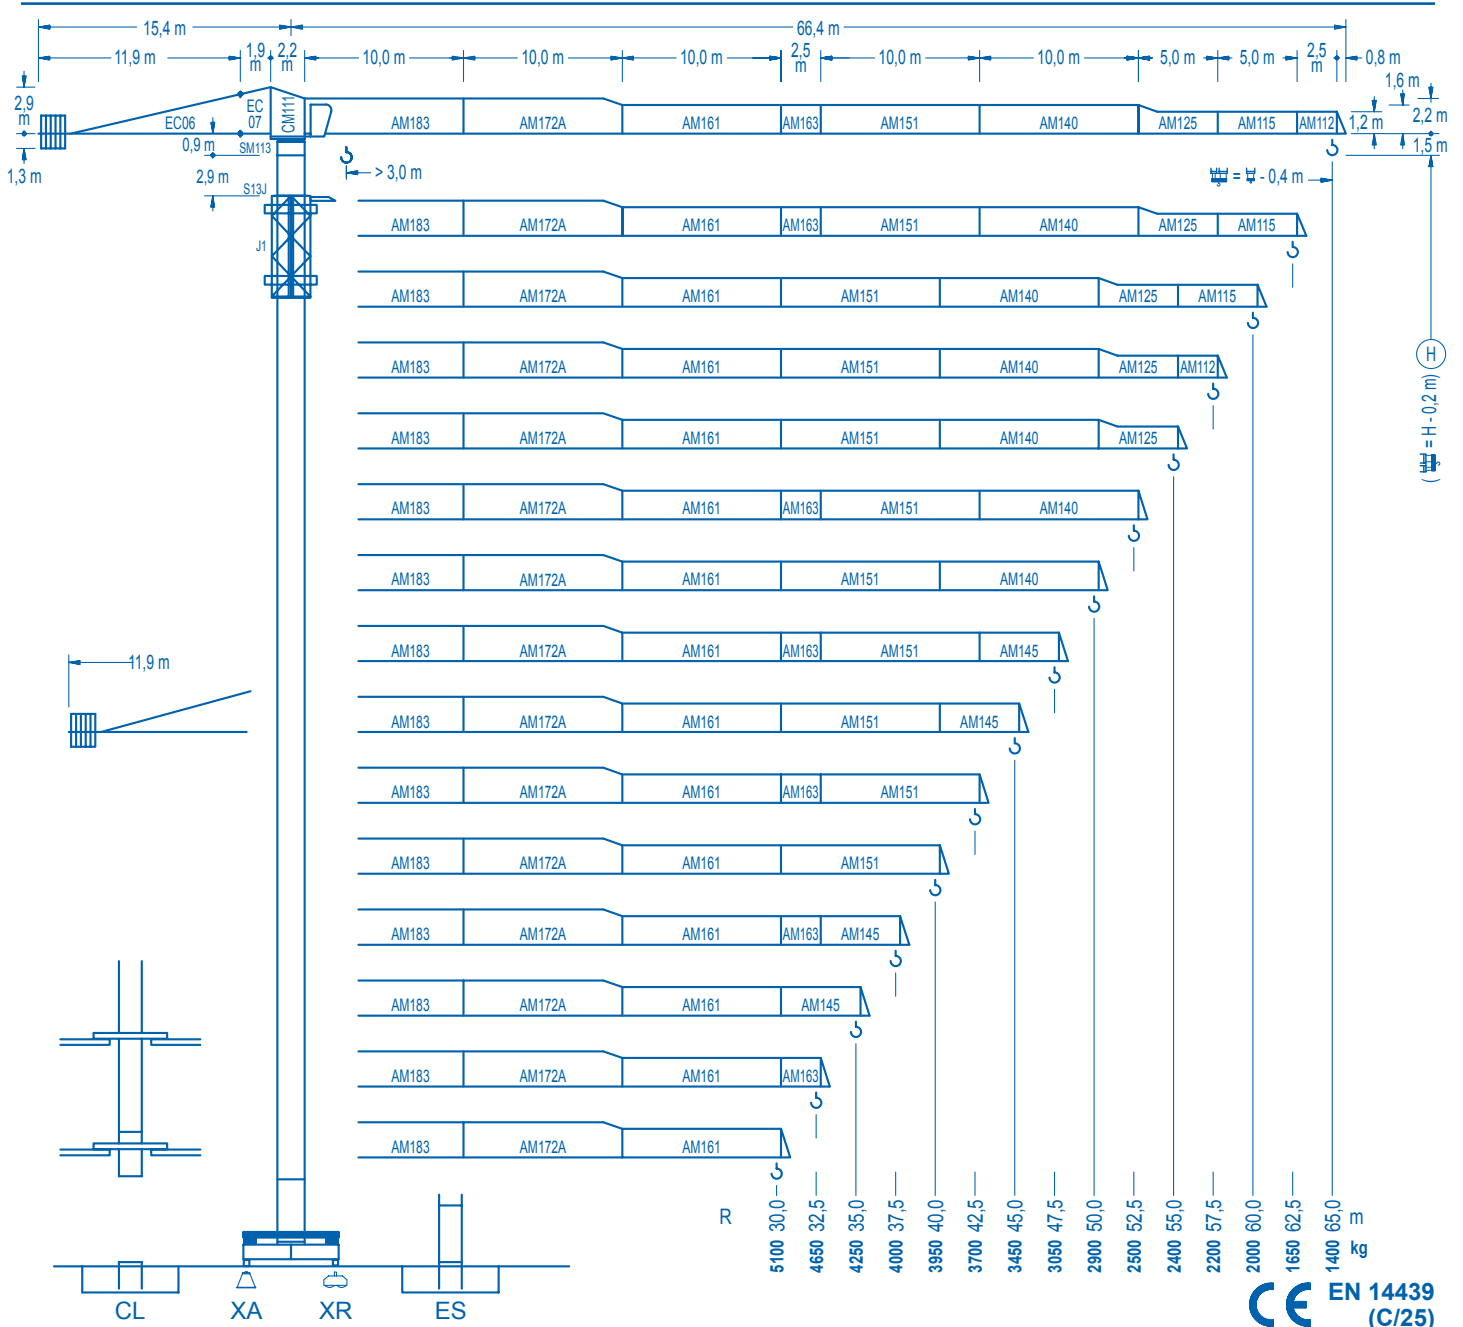 15,4 m 66,4 m
11,9 m 1,9 m 2,2 m 10,0 m 10,0 m 10,0 m 2,5 m 10,0 m 10,0 m 5,0 m 5,0 m 2,5 m 0,8 m
2,9 m EC06 EC 07 CM111 AM183 AM172A AM161 AM163 AM151 AM140 AM125 AM115 AM112 1,2 m 1,6 m 2,2 m
1,3 m 0,9 m SM113 1,5 m
2,9 m > 3,0 m = - 0,4 m
S13J
J1
AM183 AM172A AM161 AM163 AM151 AM140 AM125 AM115
AM183 AM172A AM161 AM151 AM140 AM125 AM115
H
( = H - 0,2 m)
AM183 AM172A AM161 AM151 AM140 AM125 AM112
AM183 AM172A AM161 AM151 AM140 AM125
AM183 AM172A AM161 AM163 AM151 AM140
AM183 AM172A AM161 AM151 AM140
AM183 AM172A AM161 AM163 AM151 AM145
11,9 m
AM183 AM172A AM161 AM151 AM145
AM183 AM172A AM161 AM163 AM151
AM183 AM172A AM161 AM151
AM183 AM172A AM161 AM163 AM145
AM183 AM172A AM161 AM145
AM183 AM172A AM161 AM163
AM183 AM172A AM161
R 30,0 32,5 35,0 37,5 40,0 42,5 45,0 47,5 50,0 52,5 55,0 57,5 60,0 62,5 65,0 m
5100 4650 4250 4000 3950 3700 3450 3050 2900 2500 2400 2200 2000 1650 1400 kg
CL XA XR ES
CE EN 14439
(C/25)